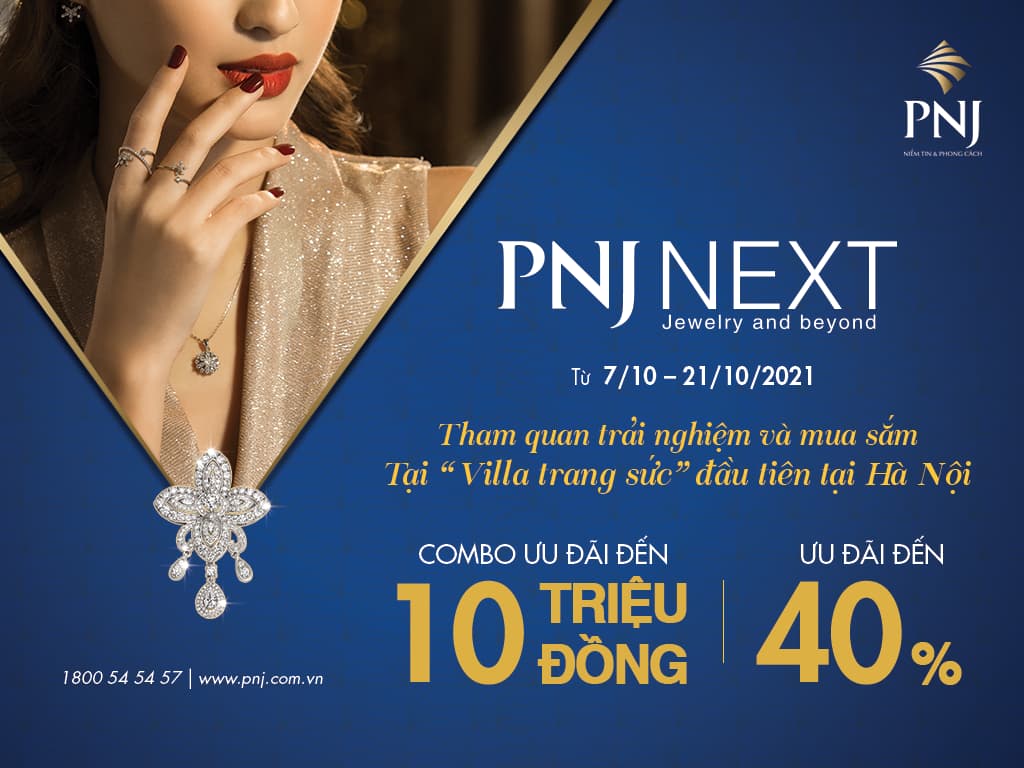 PNJ
NIỀM TIN & PHONG CÁCH
PNJ NEXT
Jewelry and beyond
Từ 7/10 – 21/10/2021
Tham quan trải nghiệm và mua sắm
Tại “ Villa trang sức” đầu tiên tại Hà Nội
COMBO ƯU ĐÃI ĐẾN
10 TRIỆU ĐỒNG
ƯU ĐÃI ĐẾN
40%
1800 54 54 57 | www.pnj.com.vn